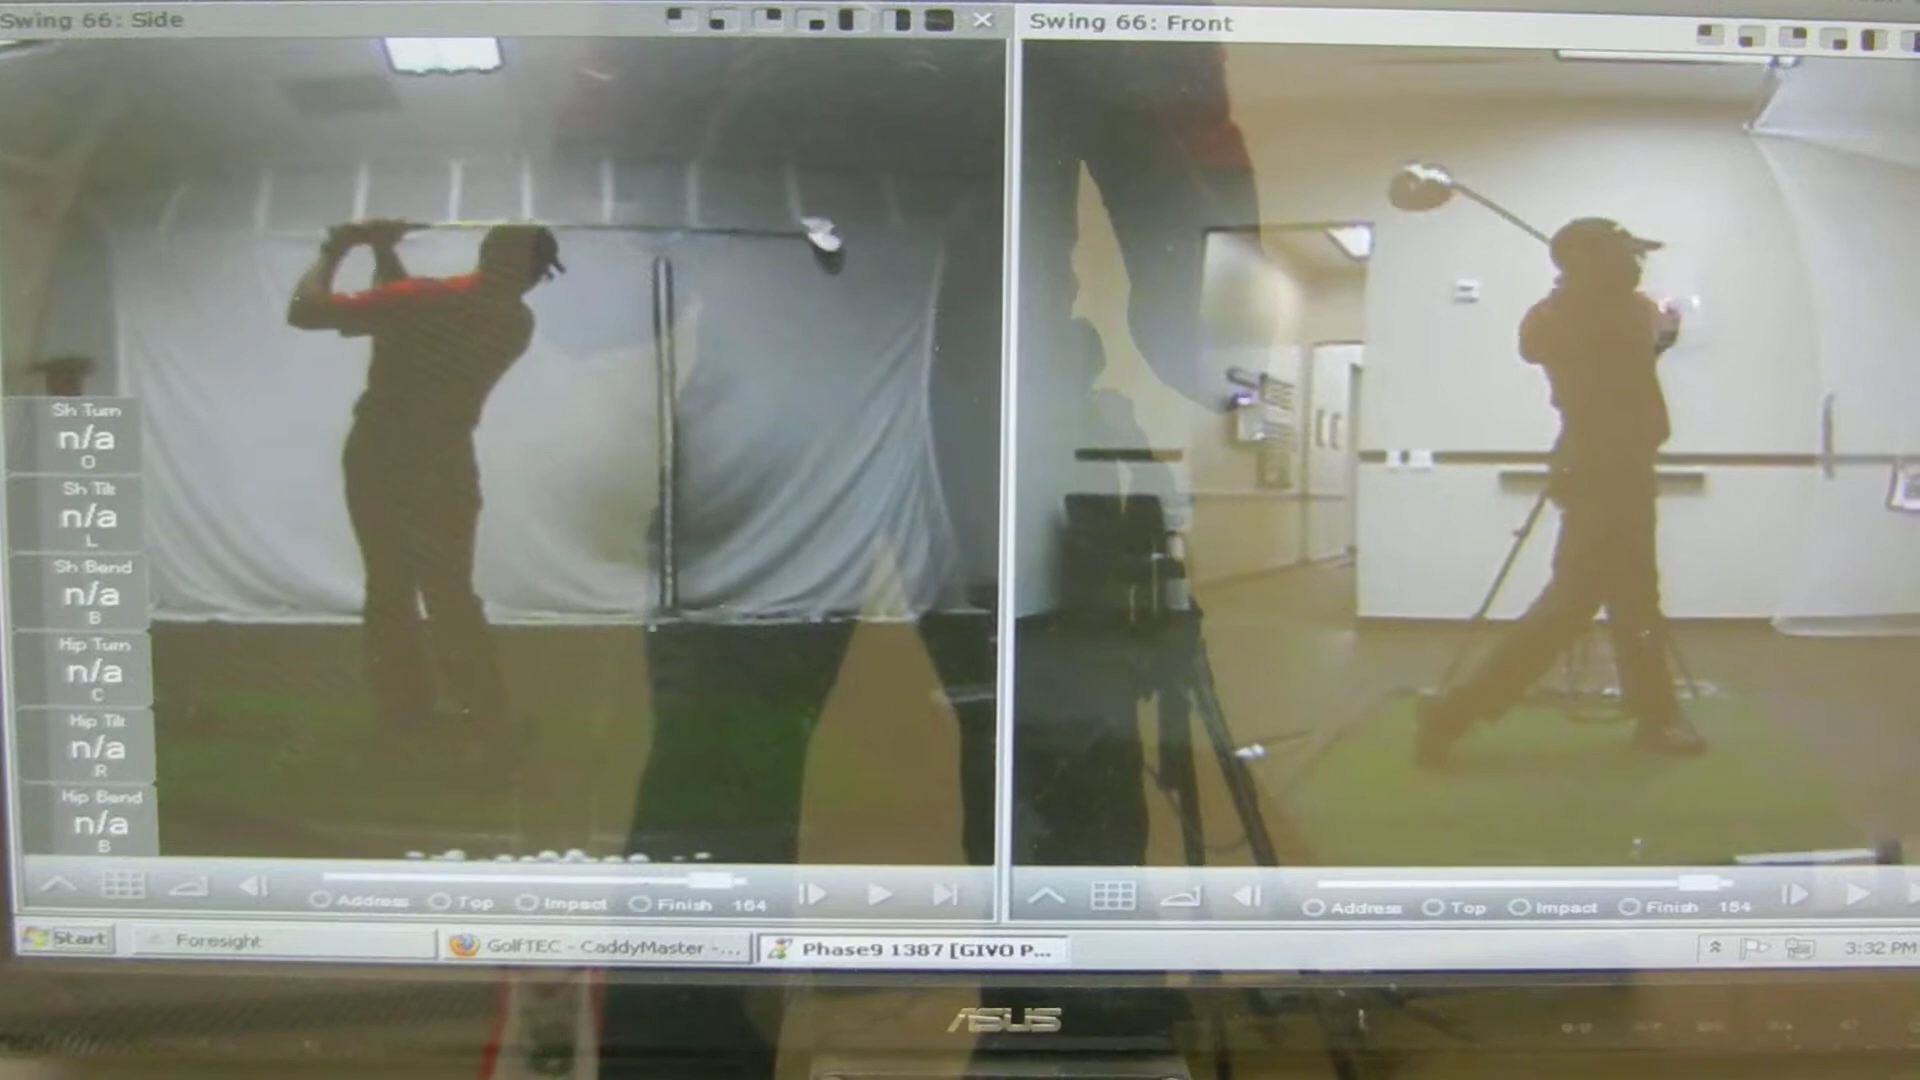 Swing 66: Side
Swing 66: Front
Sh Turn
n/a
O
Sh Tilt
n/a
L
Sh Bend
n/a
B
Hip Turn
n/a
C
Hip Tilt
n/a
R
Hip Bend
n/a
B
Address Top Impact Finish 164
Address Top Impact Finish 154
Start
Foresight
GolfTEC - CaddyMaster -...
Phase9 1387 [GIVO P...
3:32 PM
ASUS